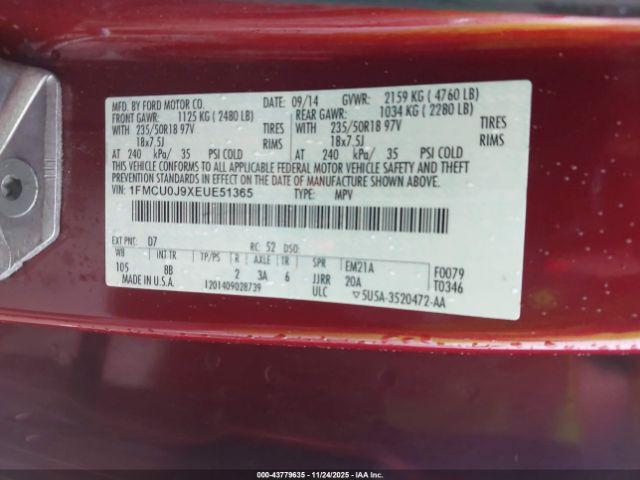 MFD. BY FORD MOTOR CO.
DATE: 09/14 GVWR: 2159 KG ( 4760 LB)
FRONT GAWR: 1125 KG ( 2480 LB) REAR GAWR: 1034 KG ( 2280 LB)
WITH 235/50R18 97V TIRES WITH 235/50R18 97V TIRES
18x7.5J RIMS 18x7.5J RIMS
AT 240 kPa/ 35 PSI COLD AT 240 kPa/ 35 PSI COLD
THIS VEHICLE CONFORMS TO ALL APPLICABLE FEDERAL MOTOR VEHICLE SAFETY AND THEFT
PREVENTION STANDARDS IN EFFECT ON THE DATE OF MANUFACTURE SHOWN ABOVE.
VIN: 1FMCU0J9XEUE51365 TYPE: MPV
EXT PNT: D7 RC: 52 DSO:
WB INT TR TP/PS R AXLE TR SPR EM21A F0079
105 8B 2 3A 6 JJRR 20A T0346
MADE IN U.S.A. ULC
1201409028739 5U5A-3520472-AA
000-43779635 - 11/24/2025 - IAA, Inc.